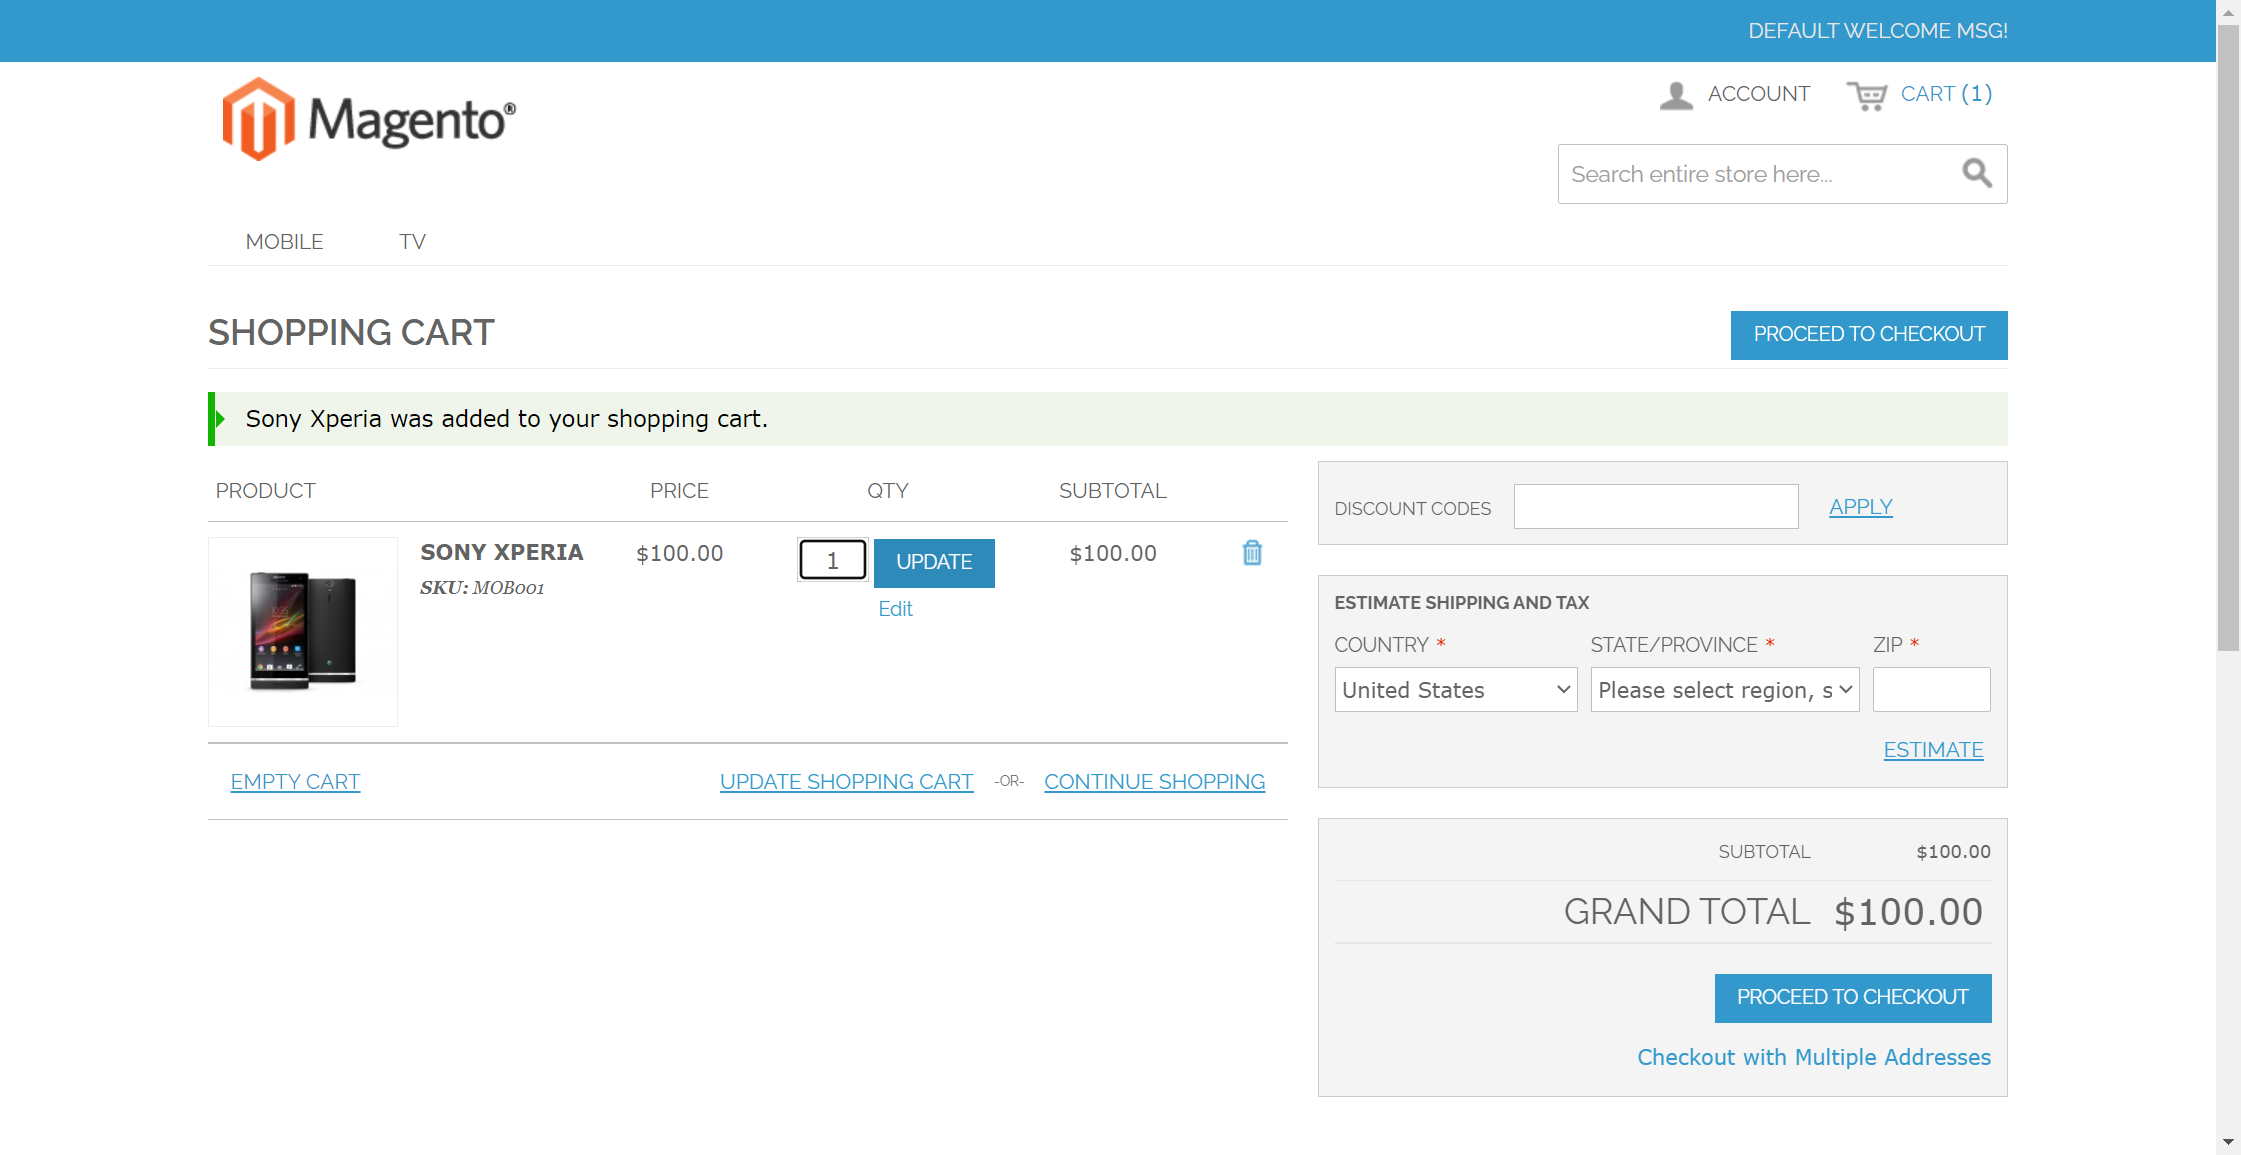 DEFAULT WELCOME MSG!
Magento®
ACCOUNT
CART (1)
Search entire store here...
MOBILE
TV
SHOPPING CART
PROCEED TO CHECKOUT
Sony Xperia was added to your shopping cart.
PRODUCT PRICE QTY SUBTOTAL
SONY XPERIA $100.00 1 UPDATE $100.00
SKU: MOB001
Edit
EMPTY CART UPDATE SHOPPING CART -OR- CONTINUE SHOPPING
DISCOUNT CODES APPLY
ESTIMATE SHIPPING AND TAX
COUNTRY * STATE/PROVINCE * ZIP *
United States Please select region, s
ESTIMATE
SUBTOTAL $100.00
GRAND TOTAL $100.00
PROCEED TO CHECKOUT
Checkout with Multiple Addresses